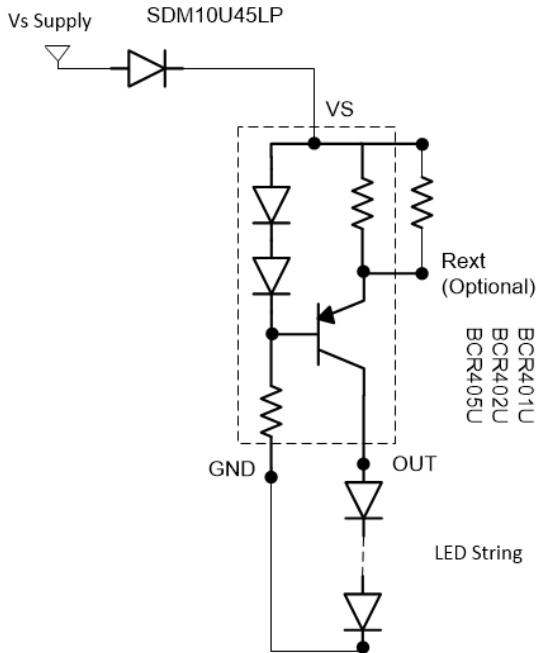 SDM10U45LP
Vs Supply
VS
Rext
(Optional)
BCR401U
BCR402U
BCR405U
GND
OUT
LED String